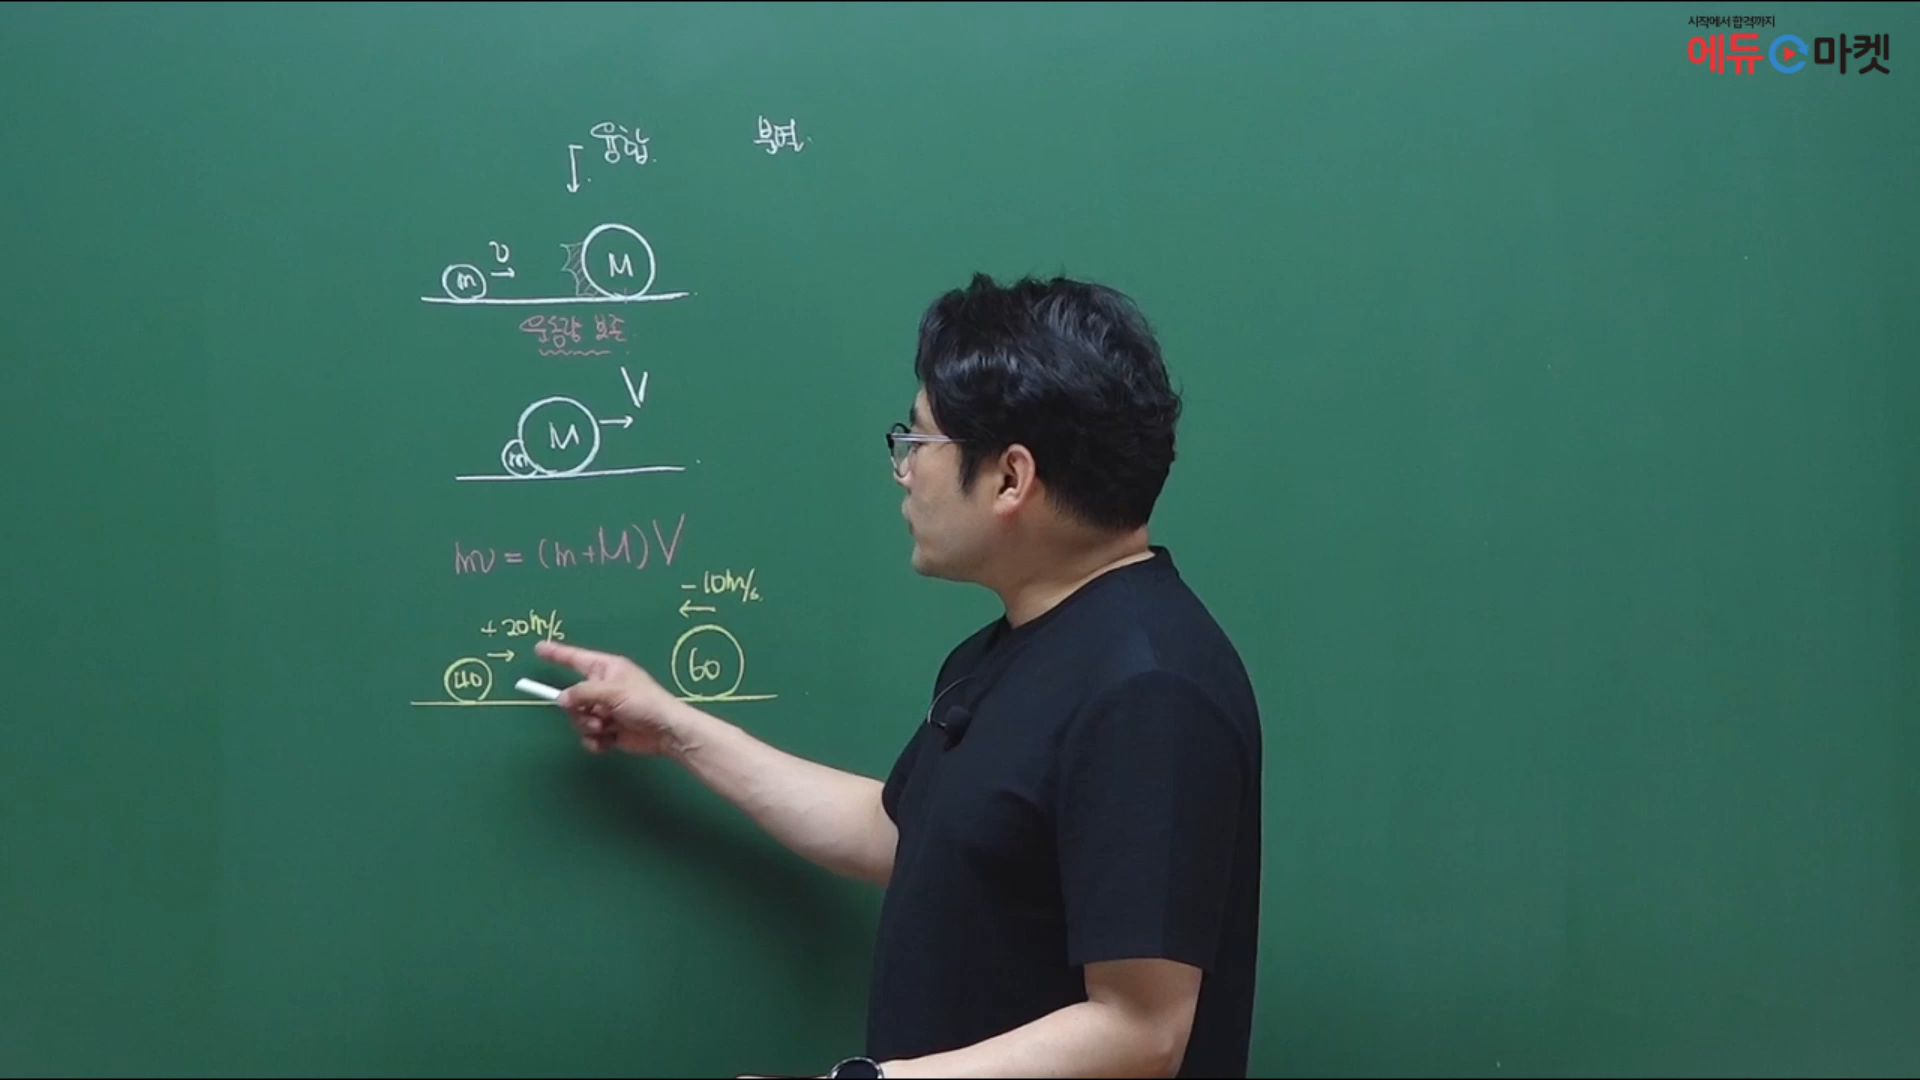 시작에서 합격까지
에듀 마켓
융합. 분열.
m v M
운동량 보존.
m M V
mv = (m+M)V
-10m/s.
+20m/s
40 60